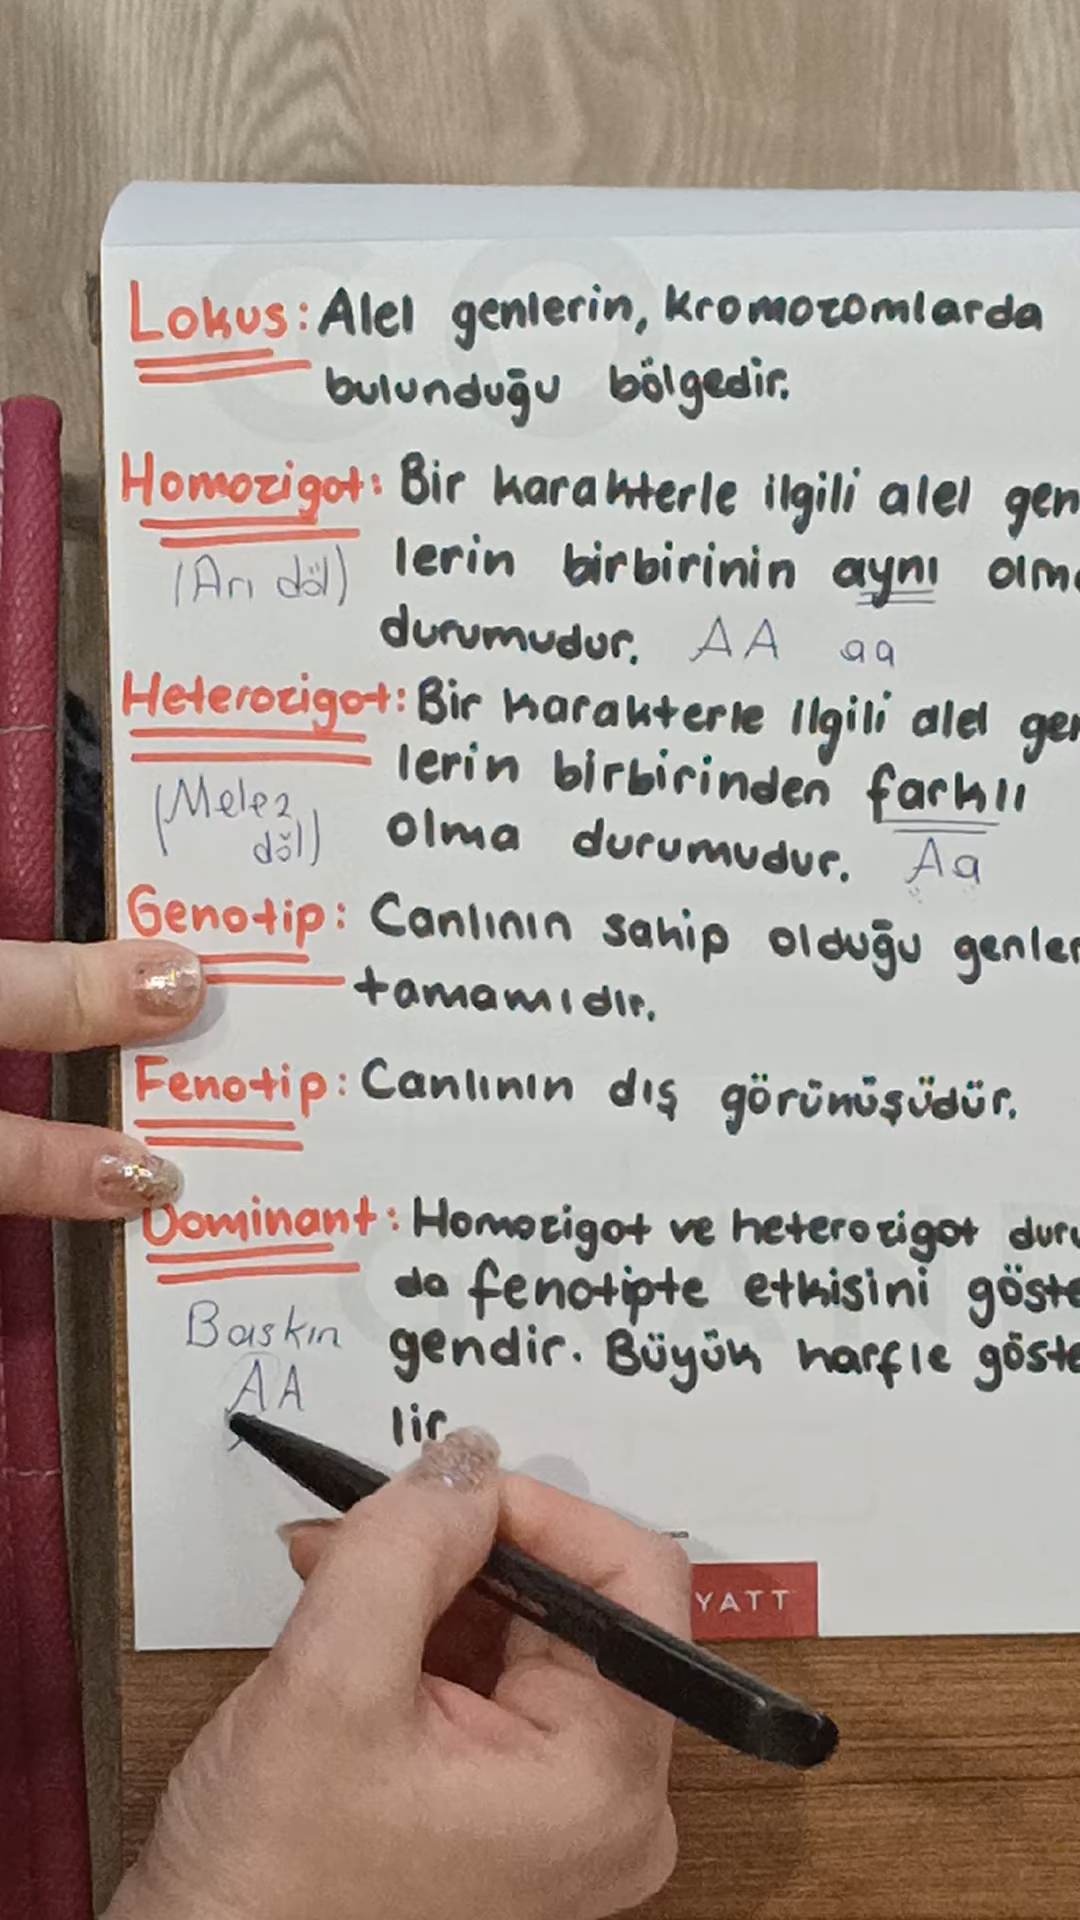 Lokus: Alel genlerin, kromozomlarda
bulunduğu bölgedir.
Homozigot: Bir karakterle ilgili alel gen
(Arı döl) lerin birbirinin aynı olm
durumudur. AA aa
Heterozigot: Bir karakterle ilgili alel gen
lerin birbirinden farklı
(Melez döl)
olma durumudur. Aa
Genotip: Canlının sahip olduğu genler
tamamıdır.
Fenotip: Canlının dış görünüşüdür.
Dominant: Homozigot ve heterozigot duru
da fenotipte etkisini göste
Baskın gendir. Büyük harfle göste
AA
lir.
YATT